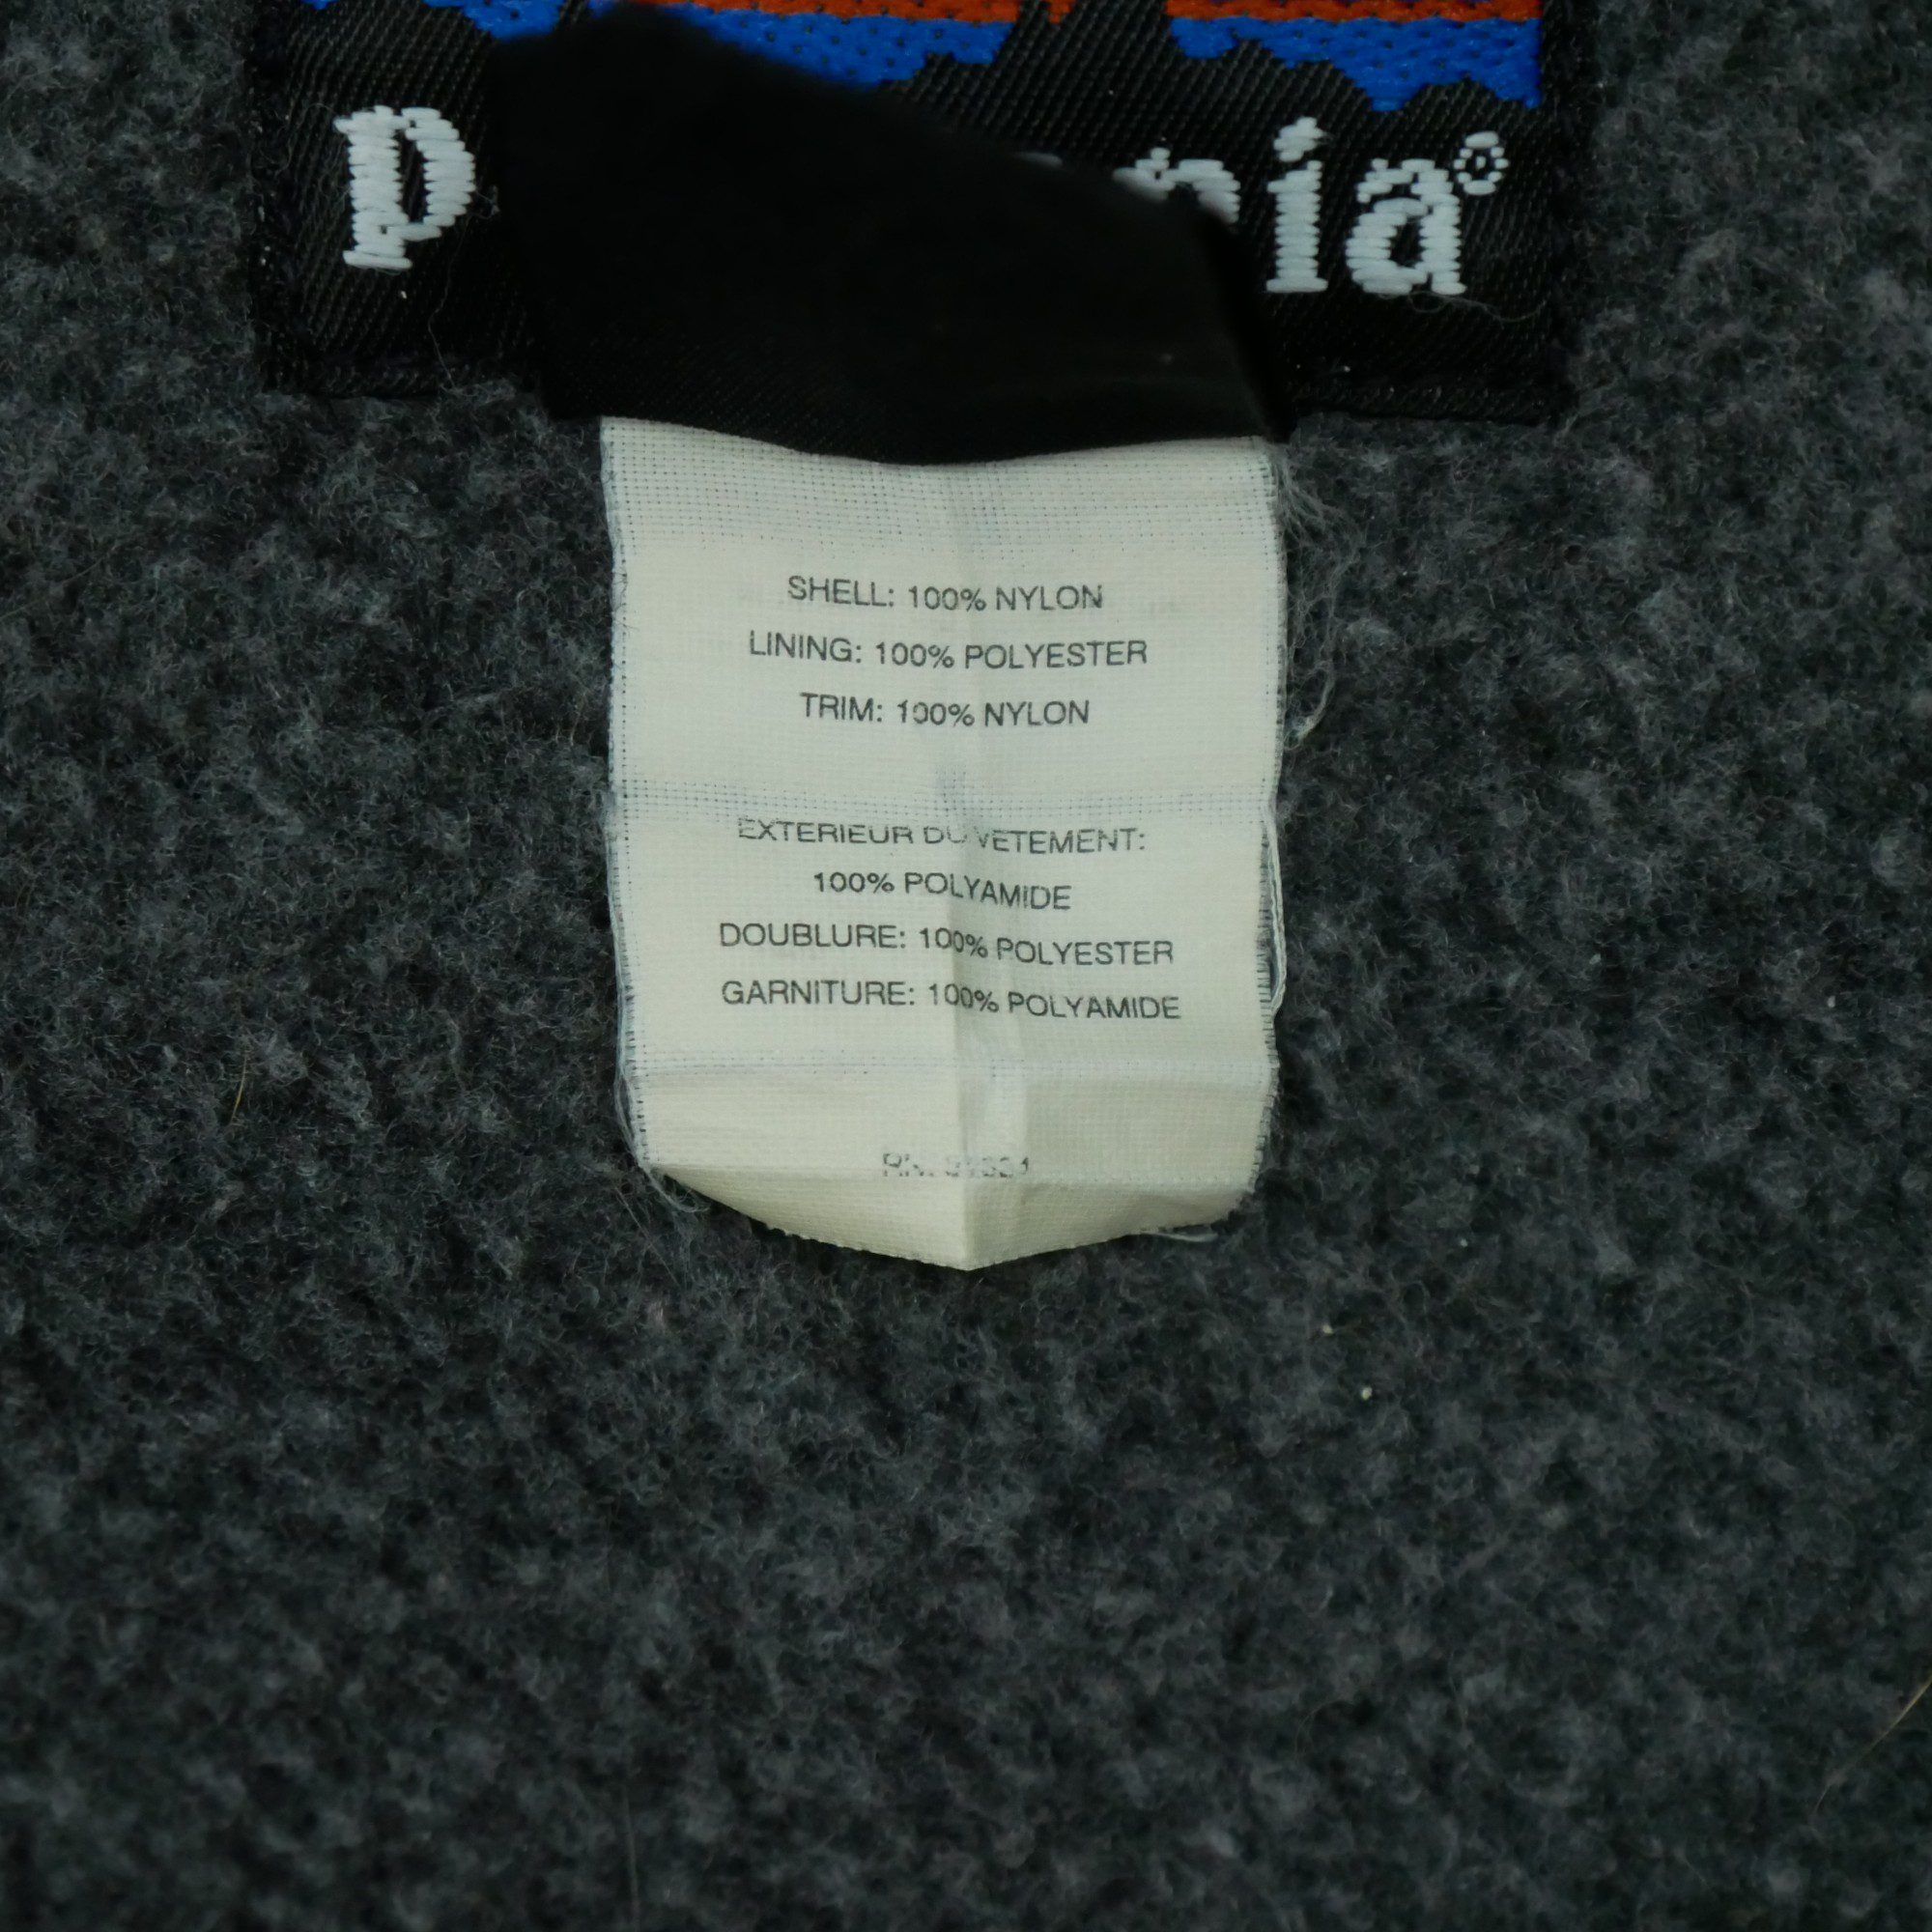 p nia®
SHELL: 100% NYLON
LINING: 100% POLYESTER
TRIM: 100% NYLON
EXTERIEUR DU VETEMENT:
100% POLYAMIDE
DOUBLURE: 100% POLYESTER
GARNITURE: 100% POLYAMIDE